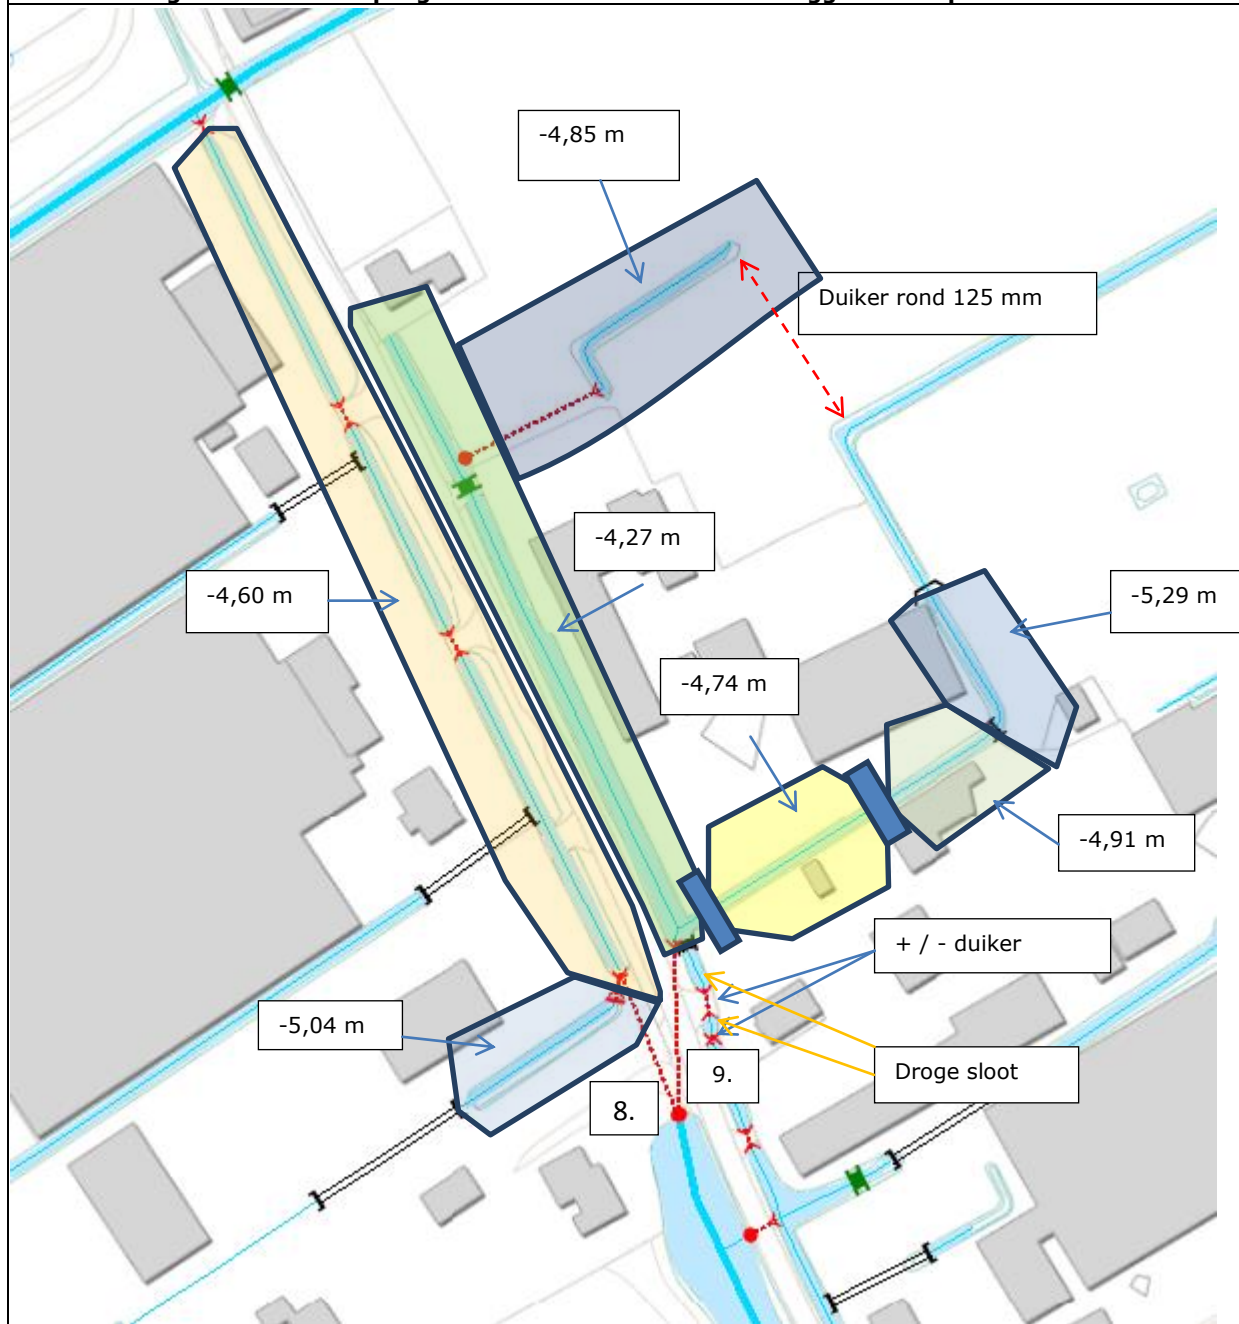 -4,85 m
Duiker rond 125 mm
-4,27 m
-4,60 m
-5,29 m
-4,74 m
-4,91 m
+ / - duiker
-5,04 m
Droge sloot
9.
8.